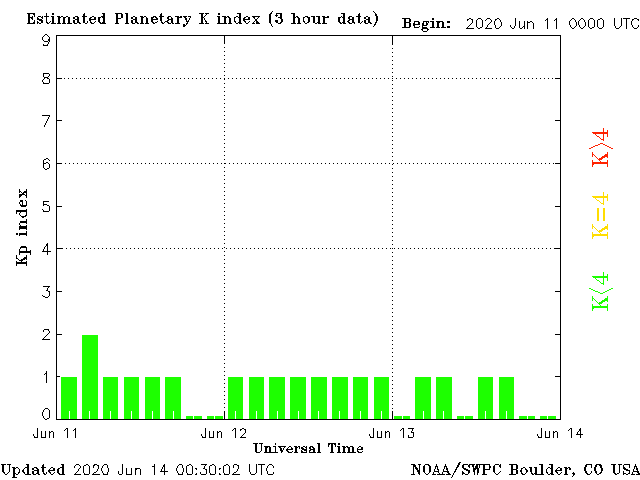 Estimated Planetary K index (3 hour data) Begin: 2020 Jun 11 0000 UTC
9
8
7
6
5
4
3
2
1
0
Kp index
K>4
K=4
K<4
Jun 11 Jun 12 Jun 13 Jun 14
Universal Time
Updated 2020 Jun 14 00:30:02 UTC NOAA/SWPC Boulder, CO USA